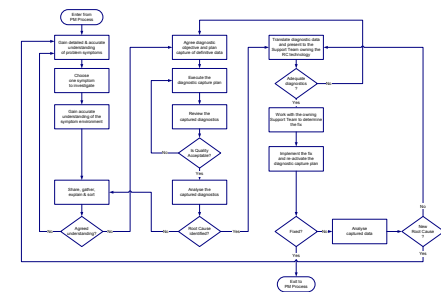 Enter from
PM Process
Gain detailed & accurate
understanding
of problem symptoms
Choose
one symptom
to investigate
Gain accurate
understanding of the
symptom environment
Share, gather,
explain & sort
Agreed
understanding?
No
No
Agree diagnostic
objective and plan
capture of definitive data
Execute the
diagnostic capture plan
Review the
captured diagnostics
Is Quality
Acceptable?
No
Yes
Analyse the
captured diagnostics
Root Cause
identified?
No
Yes
Translate diagnostic data
and present to the
Support Team owning the
RC technology
Adequate
diagnostics
?
No
Yes
Work with the owning
Support Team to determine
the fix
Implement the fix
and re-activate the
diagnostic capture plan
Fixed?
No
Yes
Analyse
captured data
New
Root Cause
?
No
Yes
Exit to
PM Process